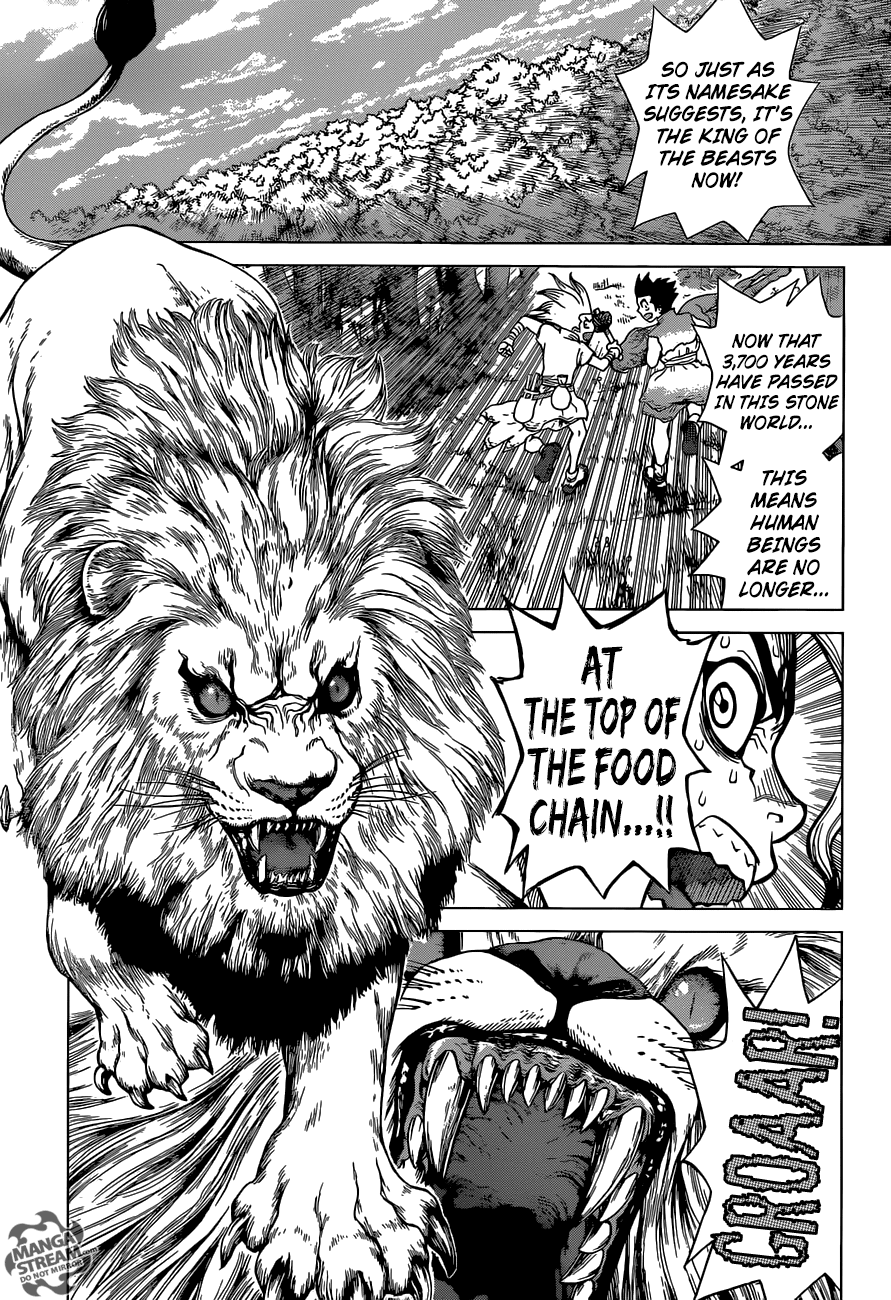 SO JUST AS
ITS NAMESAKE
SUGGESTS, IT'S
THE KING OF
THE BEASTS
NOW!
NOW THAT
3,700 YEARS
HAVE PASSED
IN THIS STONE
WORLD...
THIS
MEANS
HUMAN
BEINGS
ARE NO
LONGER...
AT
THE TOP OF
THE FOOD
CHAIN...!!
GROAAR!
MANGA
STREAM.com
DO NOT MIRROR